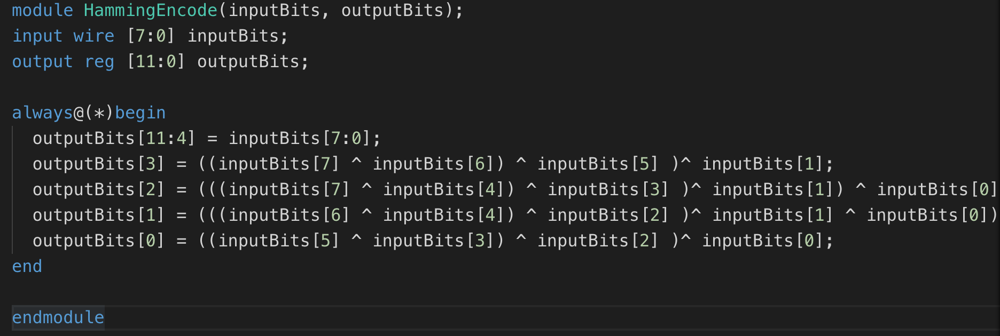 module HammingEncode(inputBits, outputBits);
input wire [7:0] inputBits;
output reg [11:0] outputBits;
always@(*)begin
outputBits[11:4] = inputBits[7:0];
outputBits[3] = ((inputBits[7] ^ inputBits[6]) ^ inputBits[5] )^ inputBits[1];
outputBits[2] = (((inputBits[7] ^ inputBits[4]) ^ inputBits[3] )^ inputBits[1]) ^ inputBits[0]
outputBits[1] = (((inputBits[6] ^ inputBits[4]) ^ inputBits[2] )^ inputBits[1] ^ inputBits[0])
outputBits[0] = ((inputBits[5] ^ inputBits[3]) ^ inputBits[2] )^ inputBits[0];
end
endmodule